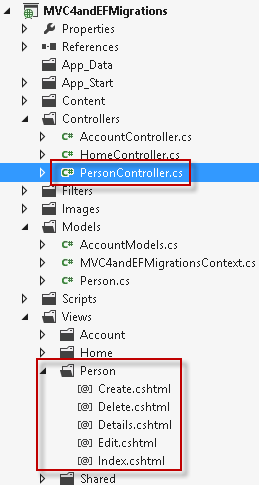 MVC4andEFMigrations
Properties
References
App_Data
App_Start
Content
Controllers
C# AccountController.cs
C# HomeController.cs
C# PersonController.cs
Filters
Images
Models
C# AccountModels.cs
C# MVC4andEFMigrationsContext.cs
C# Person.cs
Scripts
Views
Account
Home
Person
[@] Create.cshtml
[@] Delete.cshtml
[@] Details.cshtml
[@] Edit.cshtml
[@] Index.cshtml
Shared